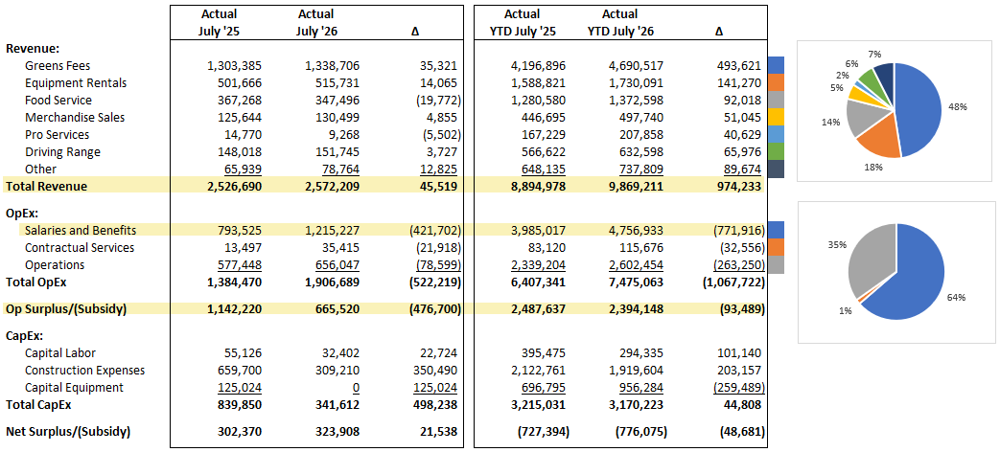 Actual Actual Actual Actual
July '25 July '26 Δ YTD July '25 YTD July '26 Δ
Revenue:
Greens Fees 1,303,385 1,338,706 35,321 4,196,896 4,690,517 493,621
Equipment Rentals 501,666 515,731 14,065 1,588,821 1,730,091 141,270
Food Service 367,268 347,496 (19,772) 1,280,580 1,372,598 92,018
Merchandise Sales 125,644 130,499 4,855 446,695 497,740 51,045
Pro Services 14,770 9,268 (5,502) 167,229 207,858 40,629
Driving Range 148,018 151,745 3,727 566,622 632,598 65,976
Other 65,939 78,764 12,825 648,135 737,809 89,674
Total Revenue 2,526,690 2,572,209 45,519 8,894,978 9,869,211 974,233
OpEx:
Salaries and Benefits 793,525 1,215,227 (421,702) 3,985,017 4,756,933 (771,916)
Contractual Services 13,497 35,415 (21,918) 83,120 115,676 (32,556)
Operations 577,448 656,047 (78,599) 2,339,204 2,602,454 (263,250)
Total OpEx 1,384,470 1,906,689 (522,219) 6,407,341 7,475,063 (1,067,722)
Op Surplus/(Subsidy) 1,142,220 665,520 (476,700) 2,487,637 2,394,148 (93,489)
CapEx:
Capital Labor 55,126 32,402 22,724 395,475 294,335 101,140
Construction Expenses 659,700 309,210 350,490 2,122,761 1,919,604 203,157
Capital Equipment 125,024 0 125,024 696,795 956,284 (259,489)
Total CapEx 839,850 341,612 498,238 3,215,031 3,170,223 44,808
Net Surplus/(Subsidy) 302,370 323,908 21,538 (727,394) (776,075) (48,681)
7%
6%
2%
5%
48%
14%
18%
35%
64%
1%